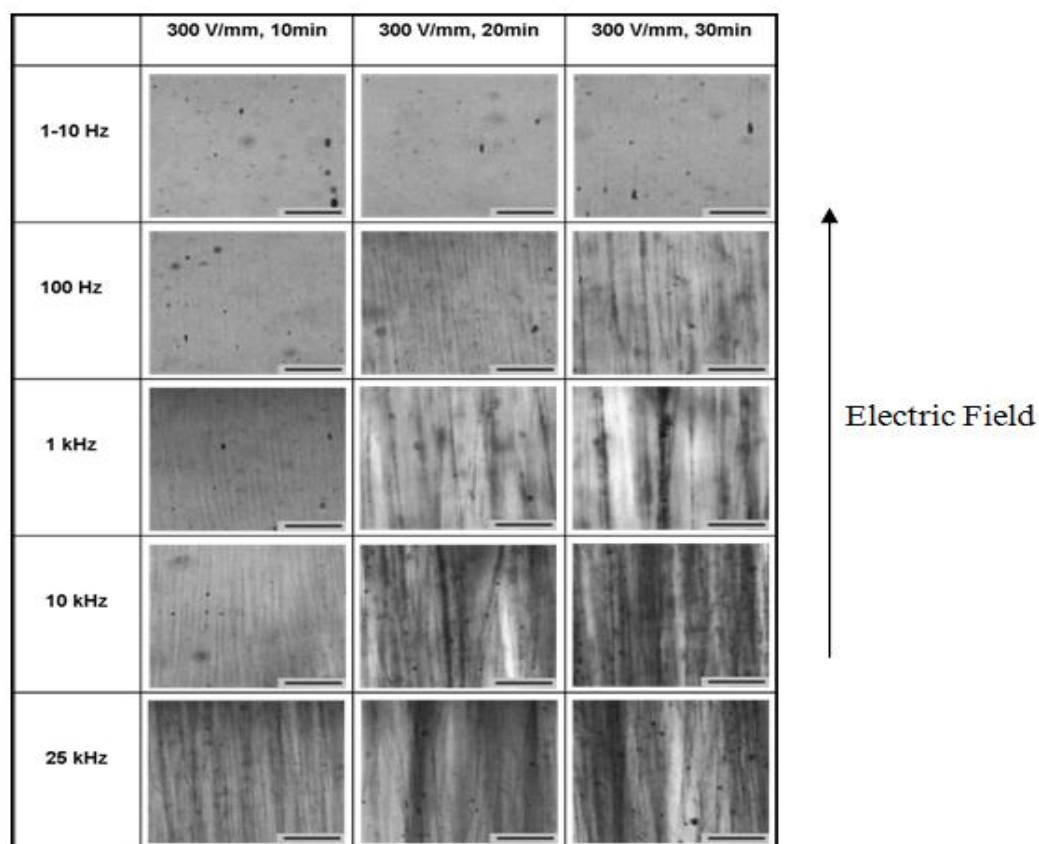 300 V/mm, 10min 300 V/mm, 20min 300 V/mm, 30min
1-10 Hz
100 Hz
1 kHz
10 kHz
25 kHz
Electric Field